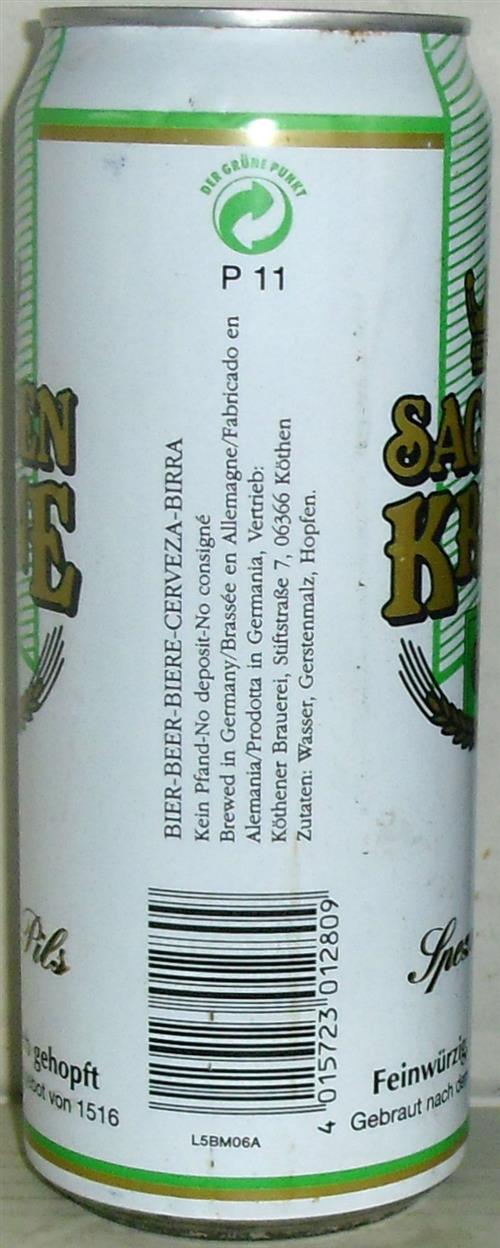 DER GRÜNE PUNKT
P 11
BIER-BEER-BIERE-CERVEZA-BIRRA
Kein Pfand-No deposit-No consigné
Brewed in Germany/Brassée en Allemagne/Fabricado en
Alemania/Prodotta in Germania, Vertrieb:
Köthener Brauerei, Stiftstraße 7, 06366 Köthen
Zutaten: Wasser, Gerstenmalz, Hopfen.
4 015723 012809
L5BM06A
Pils
gehopft
von 1516
Feinwürzig
Gebraut nach dem